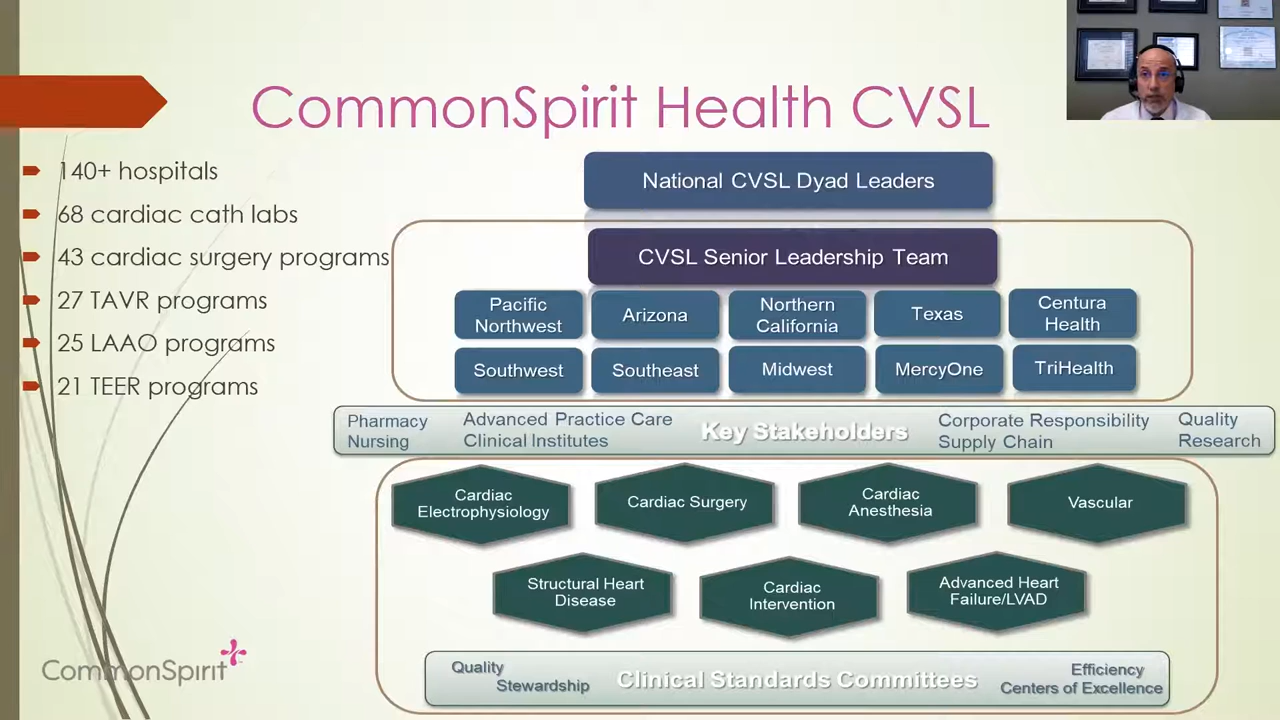 CommonSpirit Health CVSL
140+ hospitals
68 cardiac cath labs
43 cardiac surgery programs
27 TAVR programs
25 LAAO programs
21 TEER programs
National CVSL Dyad Leaders
CVSL Senior Leadership Team
Pacific
Northwest
Arizona
Northern
California
Texas
Centura
Health
Southwest
Southeast
Midwest
MercyOne
TriHealth
Pharmacy
Nursing
Advanced Practice Care
Clinical Institutes
Key Stakeholders
Corporate Responsibility
Supply Chain
Quality
Research
Cardiac
Electrophysiology
Cardiac Surgery
Cardiac
Anesthesia
Vascular
Structural Heart
Disease
Cardiac
Intervention
Advanced Heart
Failure/LVAD
Quality
Stewardship
Clinical Standards Committees
Efficiency
Centers of Excellence
CommonSpirit